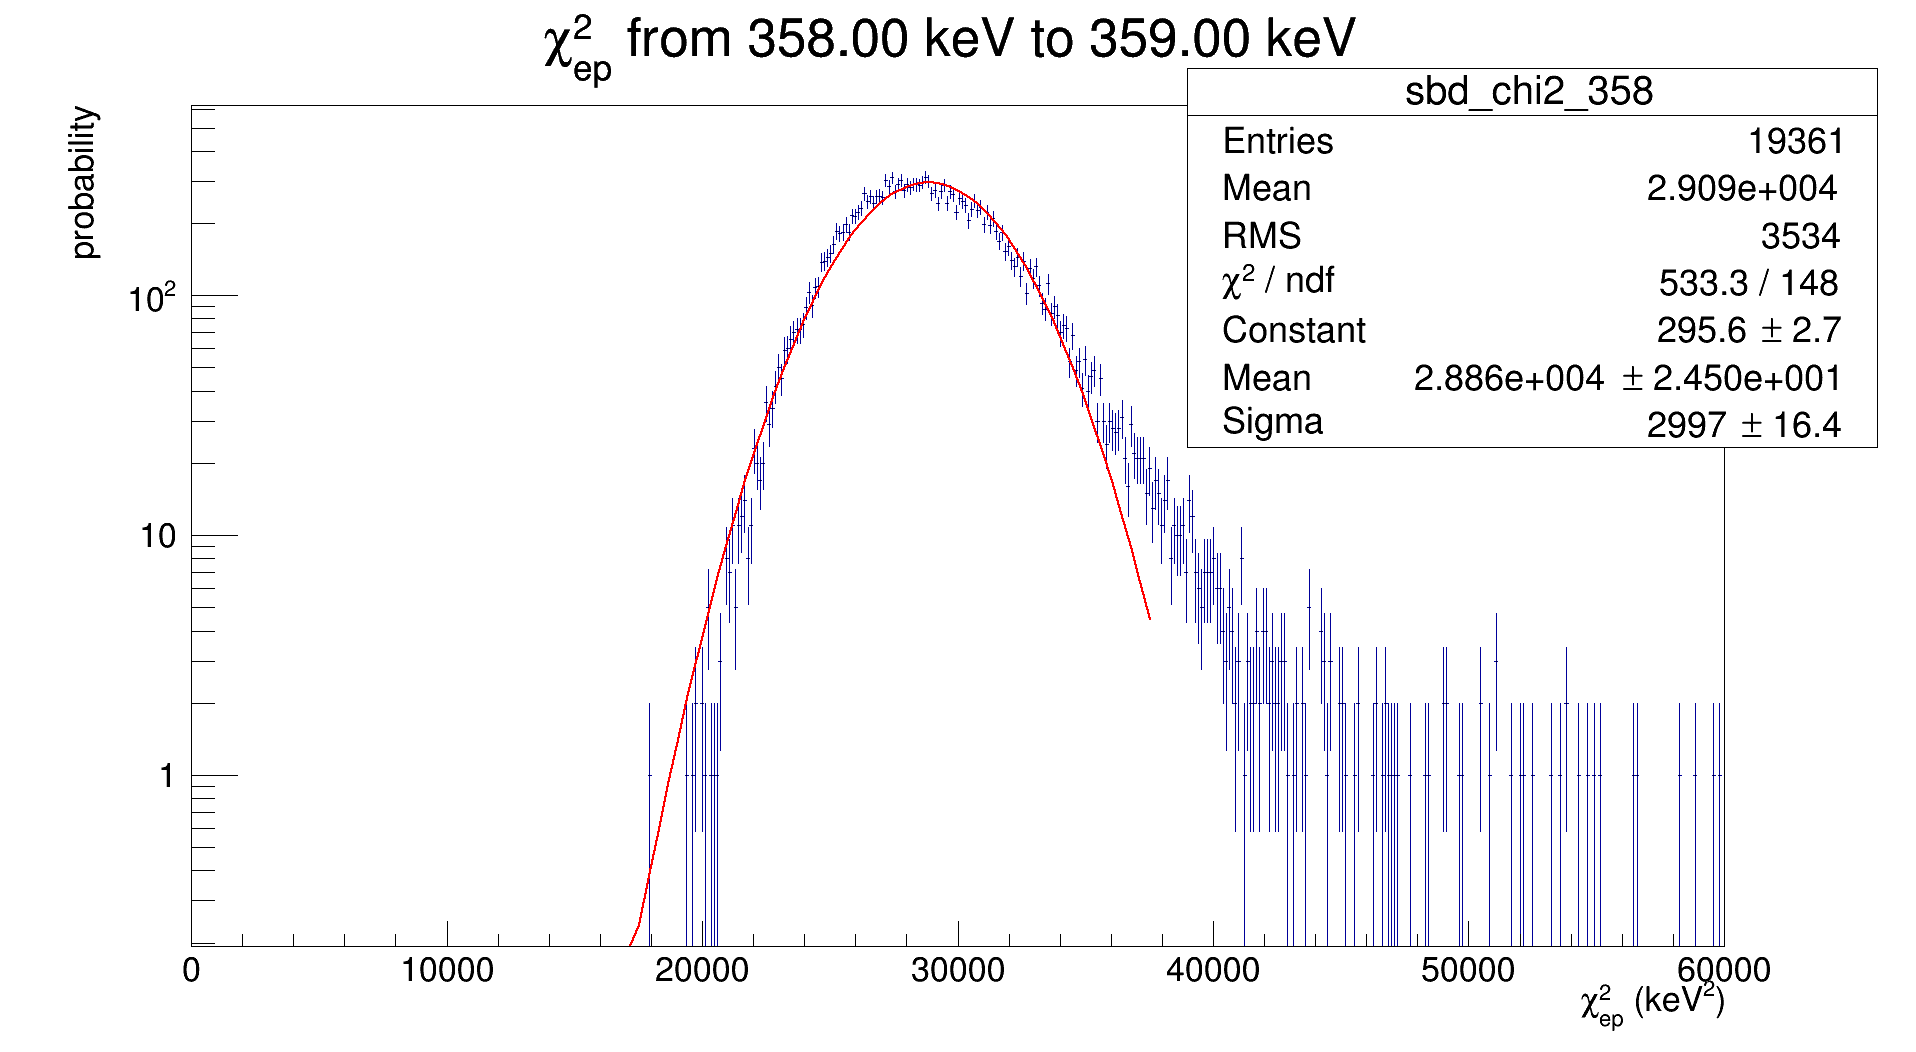 χ²ep from 358.00 keV to 359.00 keV
sbd_chi2_358
Entries 19361
Mean 2.909e+004
RMS 3534
χ² / ndf 533.3 / 148
Constant 295.6 ± 2.7
Mean 2.886e+004 ± 2.450e+001
Sigma 2997 ± 16.4
probability
10²
10
1
0 10000 20000 30000 40000 50000 60000
χ²ep (keV²)